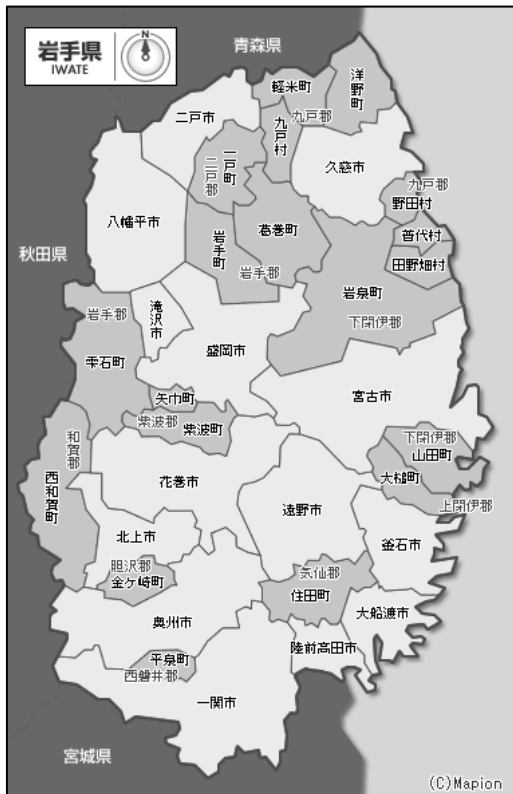 岩手県
IWATE
N
青森県
軽米町
洋野町
二戸市
九戸郡
九戸村
一戸町
二戸郡
久慈市
九戸郡
野田村
八幡平市
葛巻町
岩手町
普代村
秋田県
岩手郡
田野畑村
岩泉町
岩手郡
滝沢市
下閉伊郡
盛岡市
雫石町
宮古市
矢巾町
紫波郡
紫波町
和賀郡
下閉伊郡
山田町
西和賀町
大槌町
花巻市
上閉伊郡
遠野市
北上市
釜石市
胆沢郡
気仙郡
金ケ崎町
住田町
大船渡市
奥州市
陸前高田市
平泉町
西磐井郡
一関市
宮城県
(C)Mapion